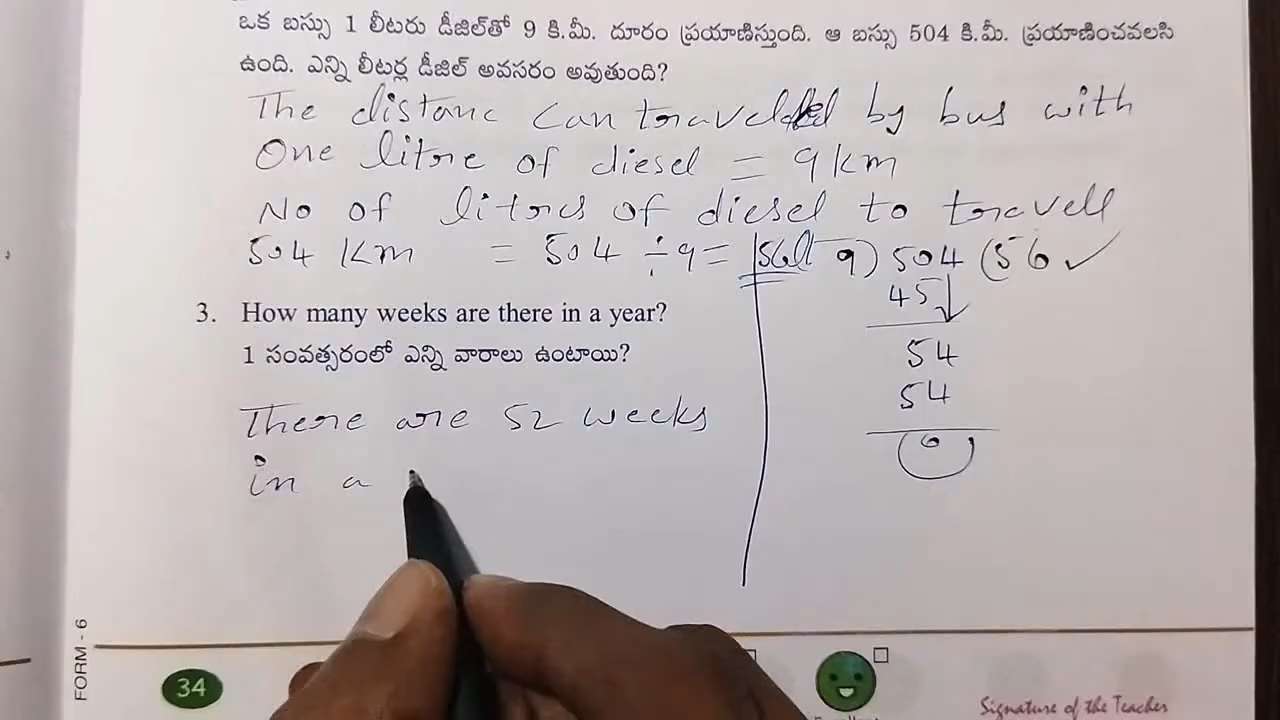 ఒక బస్సు 1 లీటరు డీజిల్‌తో 9 కి.మీ. దూరం ప్రయాణిస్తుంది. ఆ బస్సు 504 కి.మీ. ప్రయాణించవలసి
ఉంది. ఎన్ని లీటర్ల డీజిల్ అవసరం అవుతుంది?
The distanc can travelled by bus with
One litre of diesel = 9 km
No of litres of diesel to travell
504 km = 504 ÷ 9 = 56l 9) 504 (56 ✓
45
54
54
0
3. How many weeks are there in a year?
1 సంవత్సరంలో ఎన్ని వారాలు ఉంటాయి?
There are 52 weeks
in a
FORM - 6
34
Signature of the Teacher